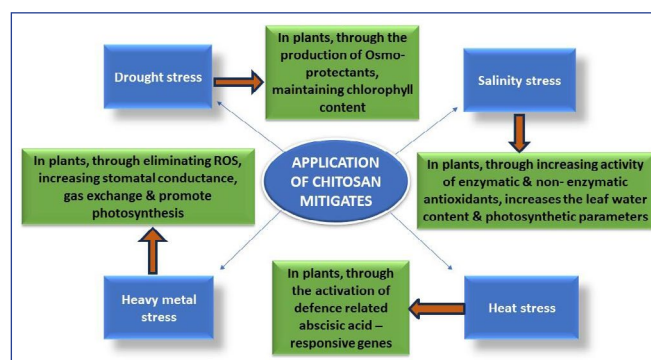 In plants, through the
production of Osmo-
protectants,
maintaining chlorophyll
content
Drought stress
Salinity stress
In plants, through eliminating ROS,
increasing stomatal conductance,
gas exchange & promote
photosynthesis
APPLICATION
OF CHITOSAN
MITIGATES
In plants, through increasing activity
of enzymatic & non- enzymatic
antioxidants, increases the leaf water
content & photosynthetic parameters
Heavy metal
stress
In plants, through
the activation of
defence related
abscisic acid –
responsive genes
Heat stress